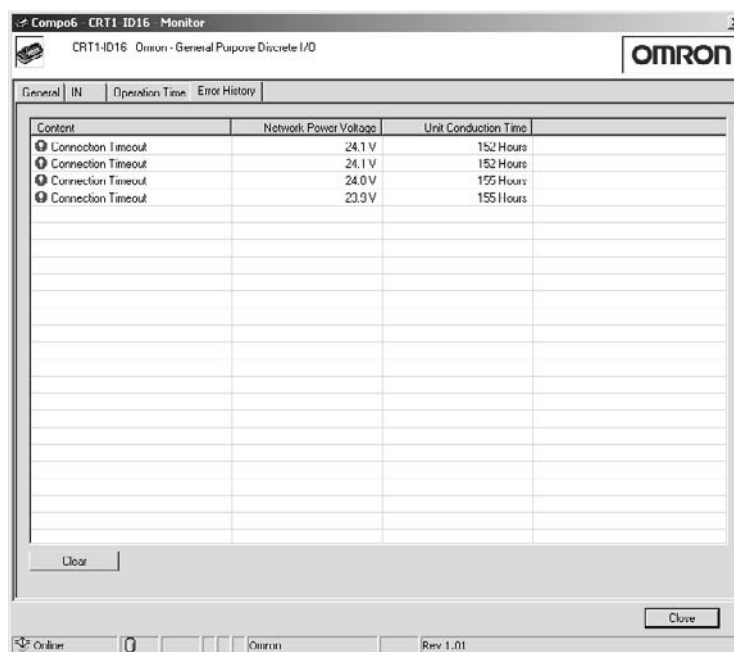 Compo6 - CRT1-ID16 - Monitor
CRT1-ID16 Omron - General Purpose Discrete I/O
OMRON
General IN Operation Time Error History
Content Network Power Voltage Unit Conduction Time
Connection Timeout 24.1 V 152 Hours
Connection Timeout 24.1 V 152 Hours
Connection Timeout 24.0 V 155 Hours
Connection Timeout 23.9 V 155 Hours
Clear
Close
Online Omron Rev 1.01